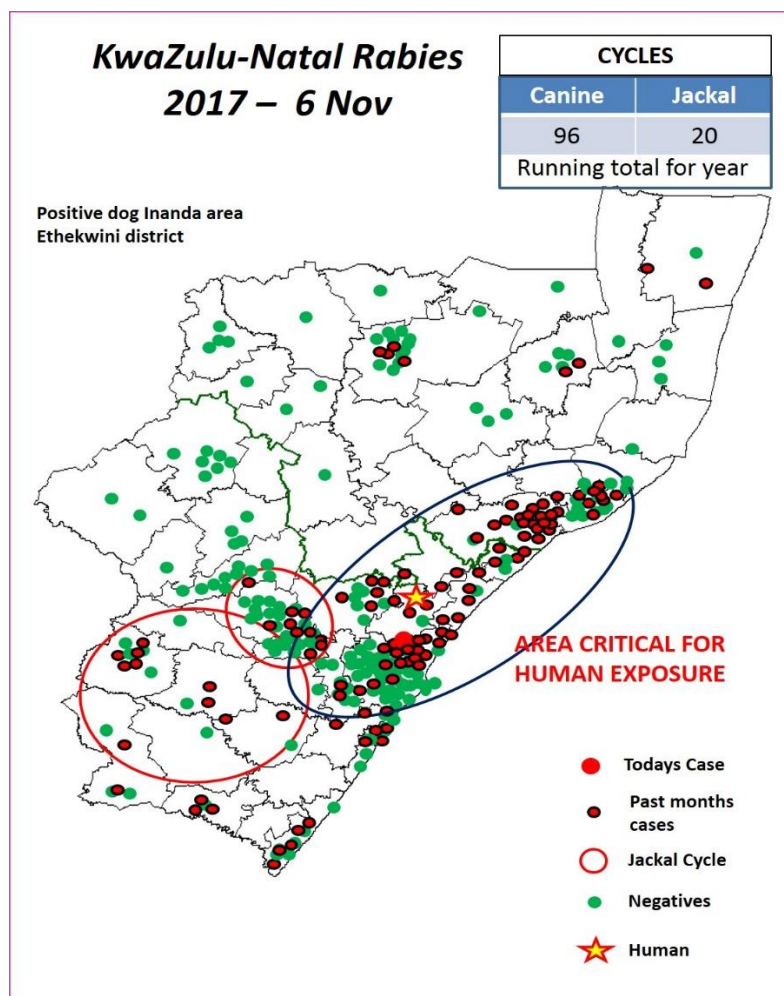 KwaZulu-Natal Rabies
2017 – 6 Nov
CYCLES
Canine Jackal
96 20
Running total for year
Positive dog Inanda area
Ethekwini district
AREA CRITICAL FOR
HUMAN EXPOSURE
Todays Case
Past months
cases
Jackal Cycle
Negatives
Human